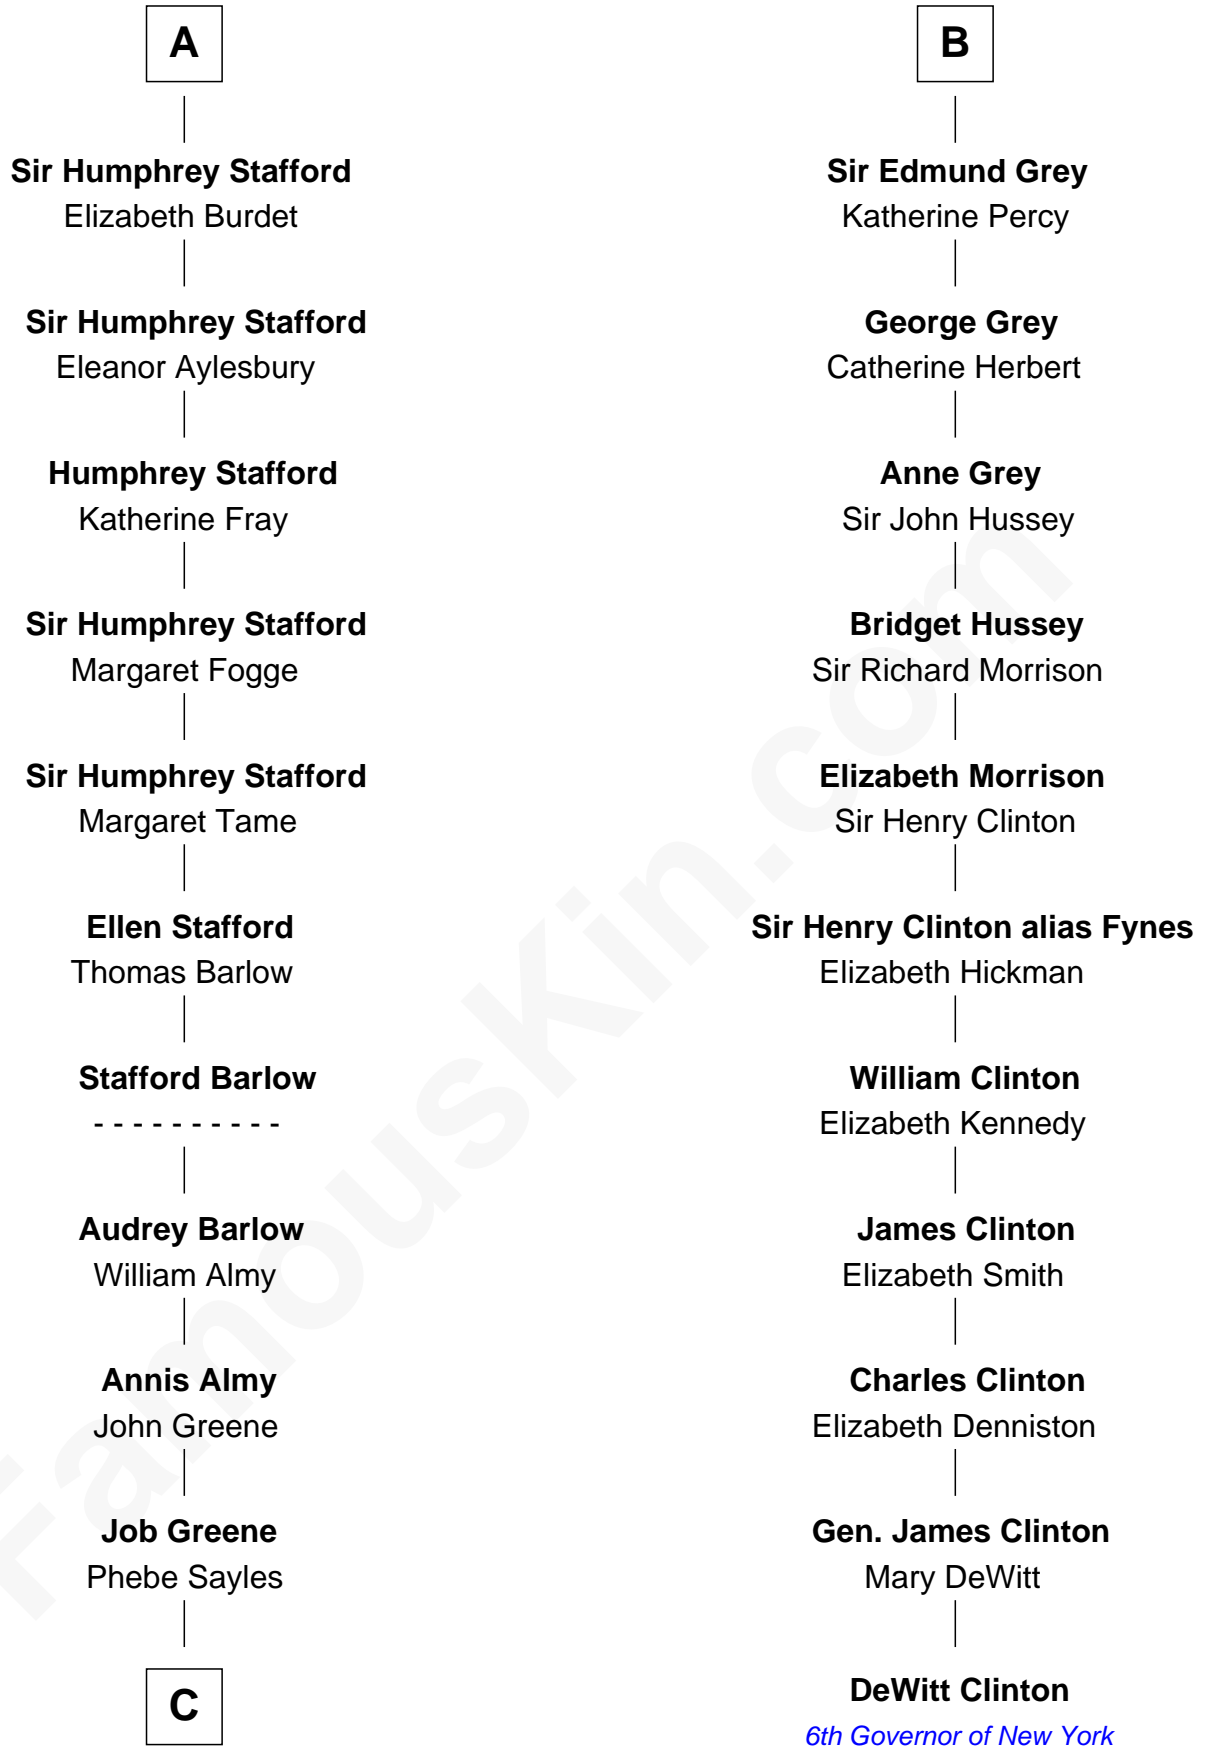 A
Sir Humphrey Stafford
Elizabeth Burdet
Sir Humphrey Stafford
Eleanor Aylesbury
Humphrey Stafford
Katherine Fray
Sir Humphrey Stafford
Margaret Fogge
Sir Humphrey Stafford
Margaret Tame
Ellen Stafford
Thomas Barlow
Stafford Barlow
- - - - - - - - - -
Audrey Barlow
William Almy
Annis Almy
John Greene
Job Greene
Phebe Sayles
C
B
Sir Edmund Grey
Katherine Percy
George Grey
Catherine Herbert
Anne Grey
Sir John Hussey
Bridget Hussey
Sir Richard Morrison
Elizabeth Morrison
Sir Henry Clinton
Sir Henry Clinton alias Fynes
Elizabeth Hickman
William Clinton
Elizabeth Kennedy
James Clinton
Elizabeth Smith
Charles Clinton
Elizabeth Denniston
Gen. James Clinton
Mary DeWitt
DeWitt Clinton
6th Governor of New York
FamousKin.com